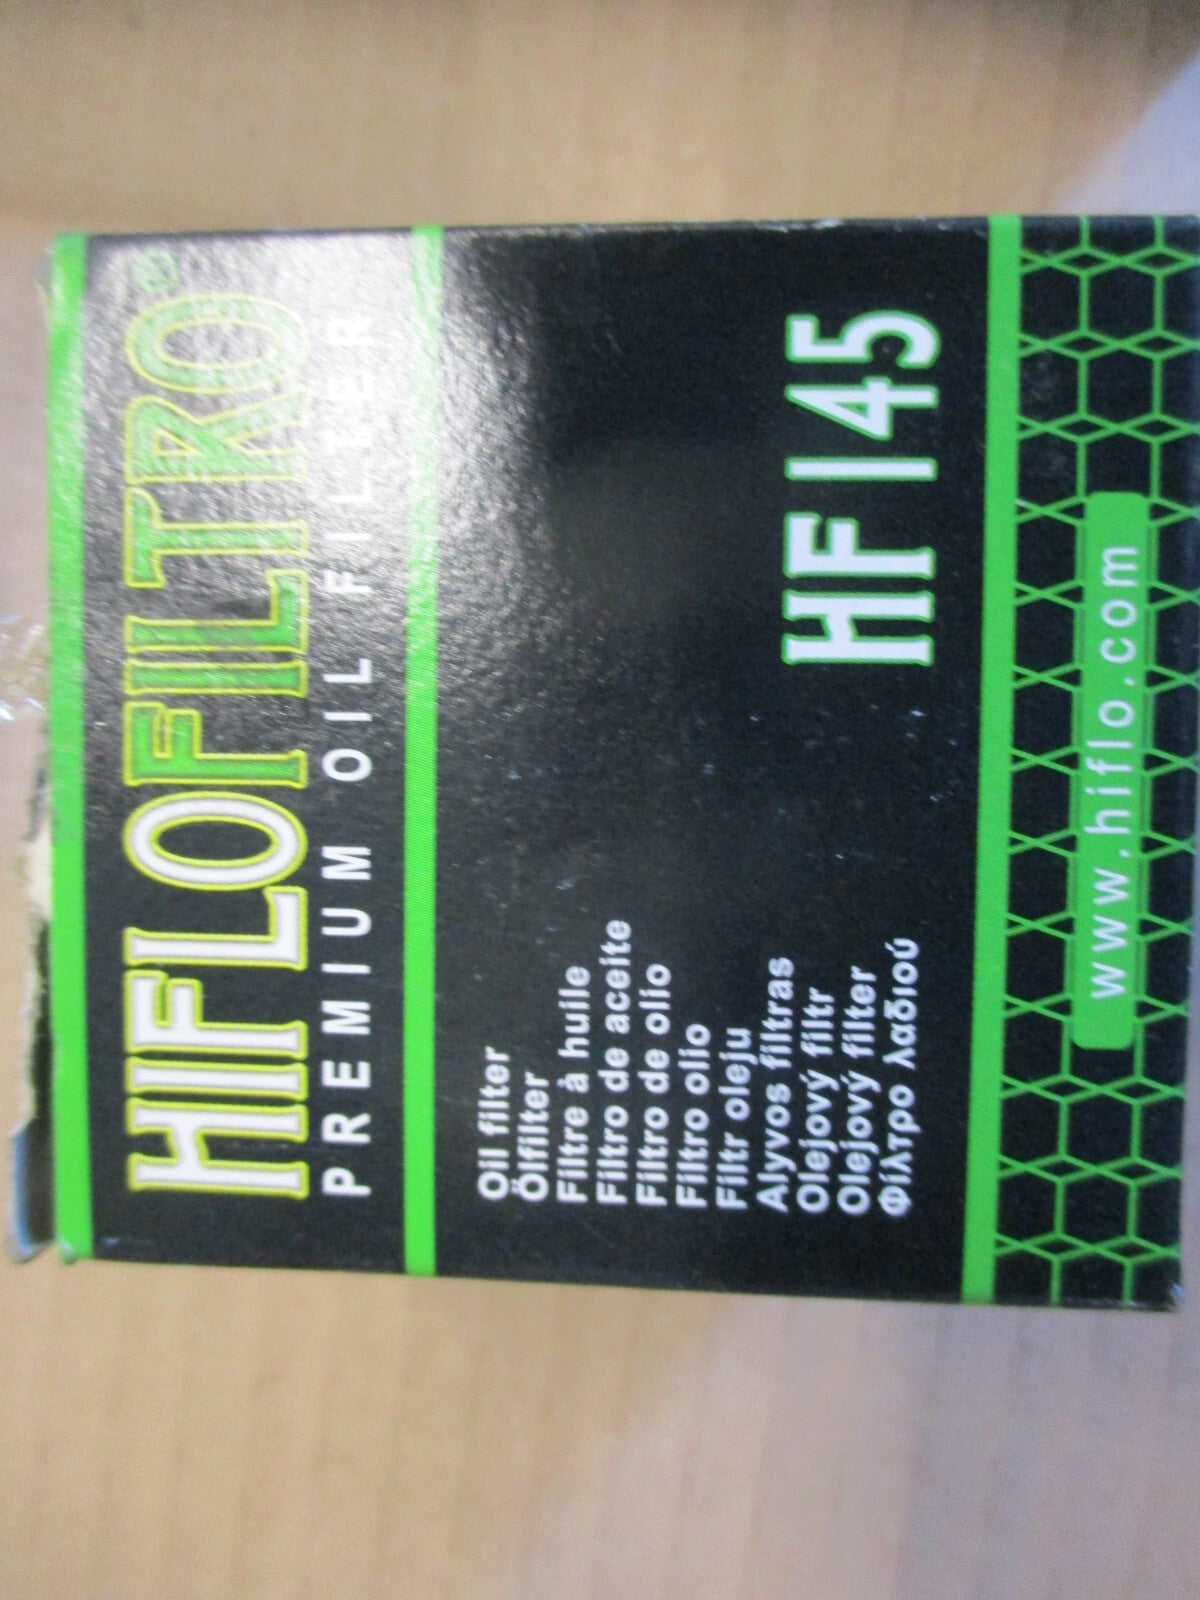 HIFLOFILTRO®
PREMIUM OIL FILTER
Oil filter
Ölfilter
Filtre à huile
Filtro de aceite
Filtro de olio
Filtro olio
Filtr oleju
Alyvos filtras
Olejový filtr
Olejový filter
Φίλτρο λαδιού
HF145
www.hiflo.com